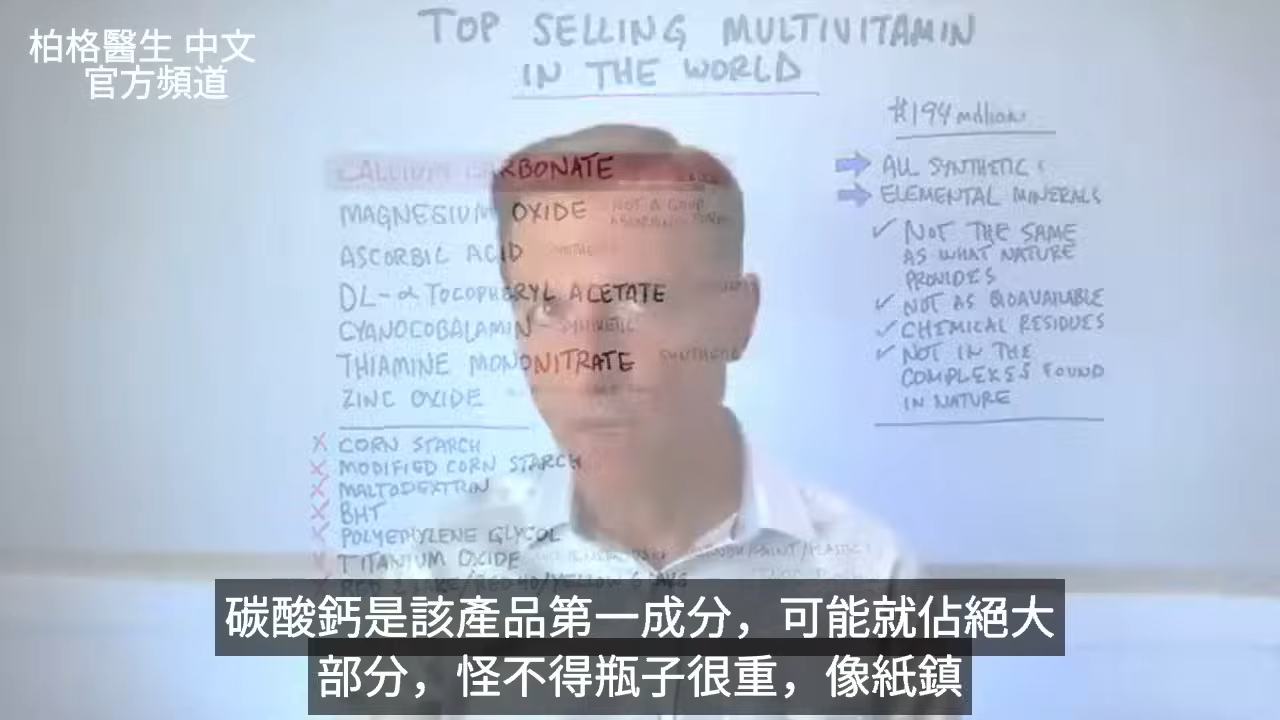 柏格醫生 中文
官方頻道
TOP SELLING MULTIVITAMIN
IN THE WORLD
$194 million
CALCIUM CARBONATE
MAGNESIUM OXIDE NOT A GOOD
ASCORBIC ACID
DL-α TOCOPHERYL ACETATE
CYANOCOBALAMIN - SYNTHETIC
THIAMINE MONONITRATE SYNTHETIC
ZINC OXIDE
X CORN STARCH
X MODIFIED CORN STARCH
X MALTODEXTRIN
X BHT
X POLYETHYLENE GLYCOL
X TITANIUM OXIDE
ALL SYNTHETIC
ELEMENTAL MINERALS
✓ NOT THE SAME
AS WHAT NATURE
PROVIDES
✓ NOT AS BIOAVAILABLE
✓ CHEMICAL RESIDUES
✓ NOT IN THE
COMPLEXES FOUND
IN NATURE
碳酸鈣是該產品第一成分，可能就佔絕大
部分，怪不得瓶子很重，像紙鎮